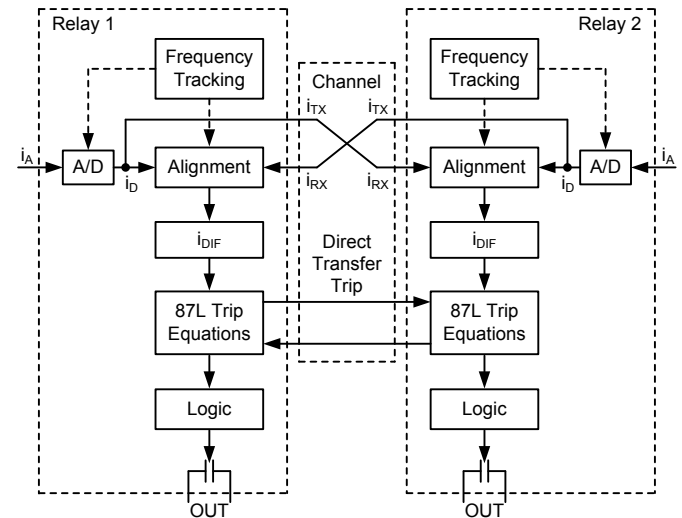 Relay 1
Relay 2
Frequency
Tracking
Channel
Frequency
Tracking
iTX
iTX
iA
A/D
iD
Alignment
iRX
iRX
Alignment
iD
A/D
iA
iDIF
Direct
Transfer
Trip
iDIF
87L Trip
Equations
87L Trip
Equations
Logic
Logic
OUT
OUT